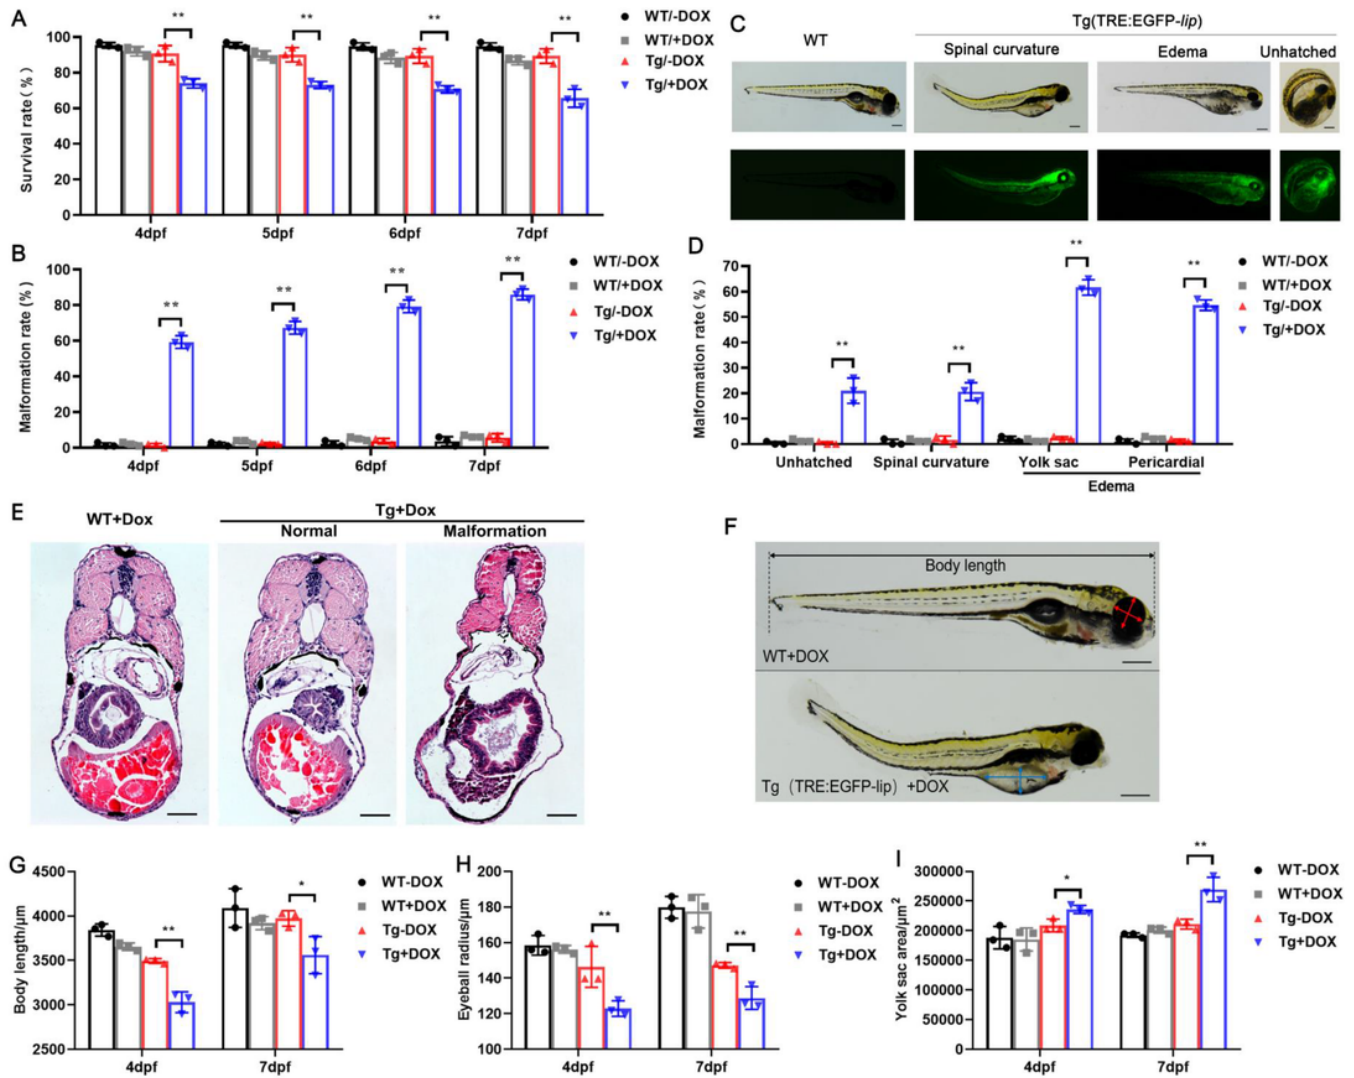 A
Survival rate ( % )
100
80
60
40
20
0
**
**
**
**
4dpf
5dpf
6dpf
7dpf
WT/-DOX
WT/+DOX
Tg/-DOX
Tg/+DOX
B
Malformation rate (%)
100
80
60
40
20
0
**
**
**
**
4dpf
5dpf
6dpf
7dpf
WT/-DOX
WT/+DOX
Tg/-DOX
Tg/+DOX
C
WT
Tg(TRE:EGFP-lip)
Spinal curvature
Edema
Unhatched
D
Malformation rate ( % )
70
60
50
40
30
20
10
0
**
**
**
**
Unhatched
Spinal curvature
Yolk sac
Pericardial
Edema
WT/-DOX
WT/+DOX
Tg/-DOX
Tg/+DOX
E
WT+Dox
Tg+Dox
Normal
Malformation
F
Body length
WT+DOX
Tg (TRE:EGFP-lip) +DOX
G
Body length/μm
4500
4000
3500
3000
2500
**
*
4dpf
7dpf
WT-DOX
WT+DOX
Tg-DOX
Tg+DOX
H
Eyeball radius/μm
200
180
160
140
120
100
**
**
4dpf
7dpf
WT-DOX
WT+DOX
Tg-DOX
Tg+DOX
I
Yolk sac area/μm²
300000
250000
200000
150000
100000
50000
0
*
**
4dpf
7dpf
WT-DOX
WT+DOX
Tg-DOX
Tg+DOX